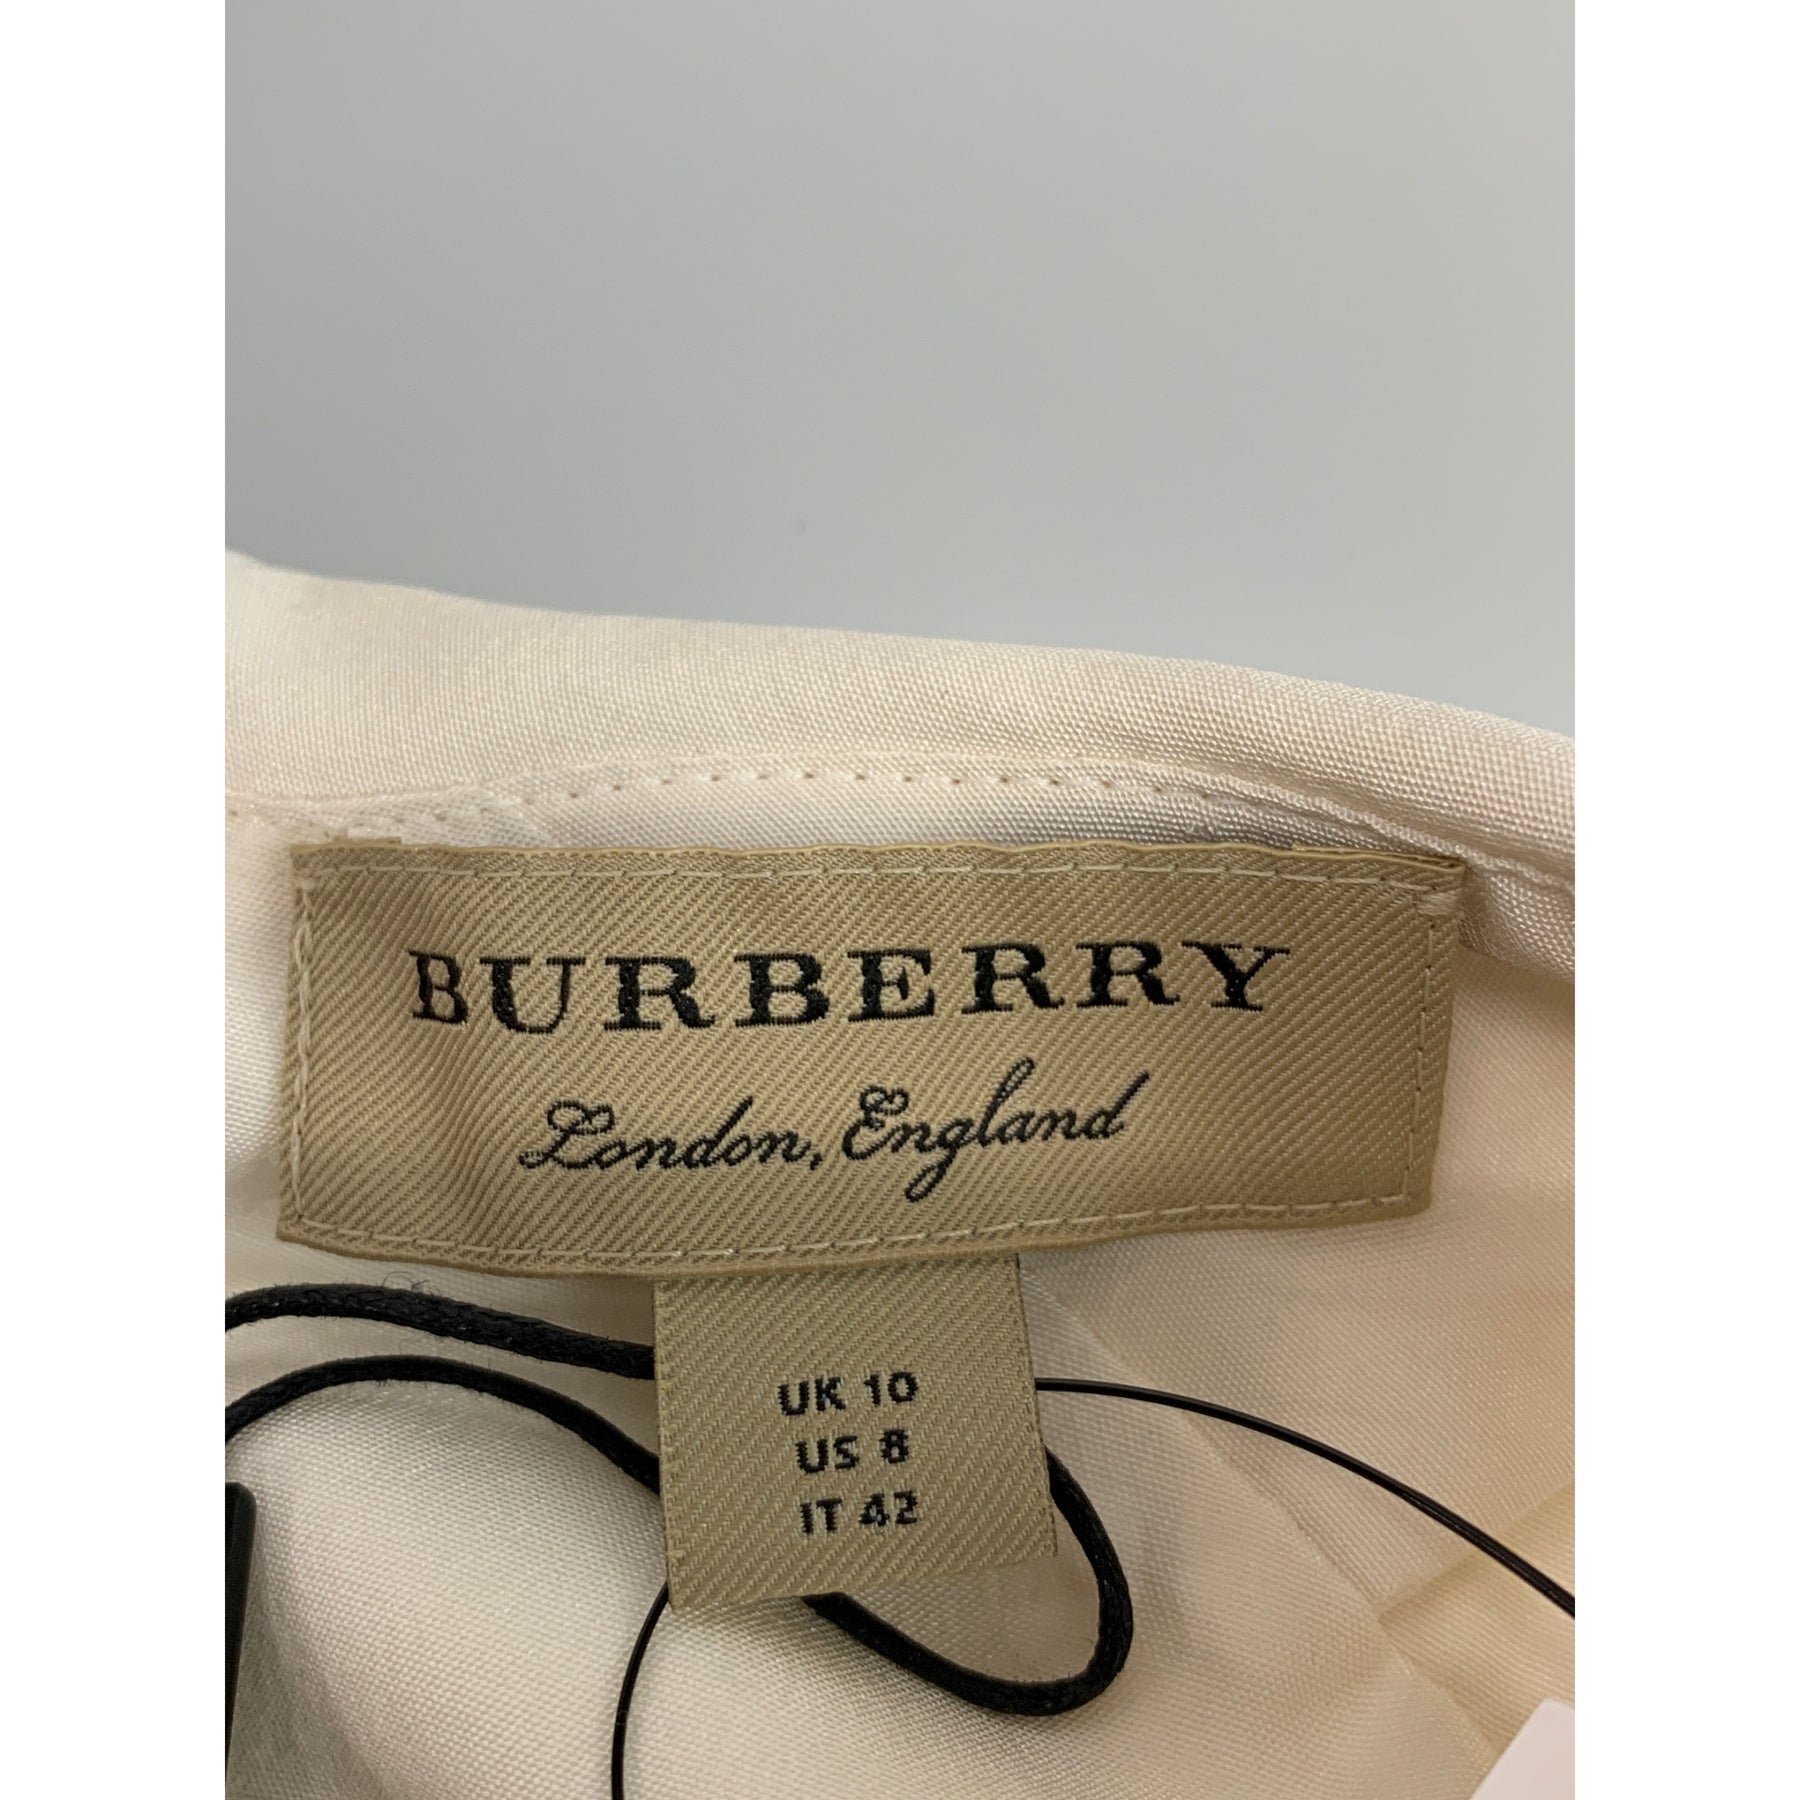 BURBERRY
London, England
UK 10
US 8
IT 42